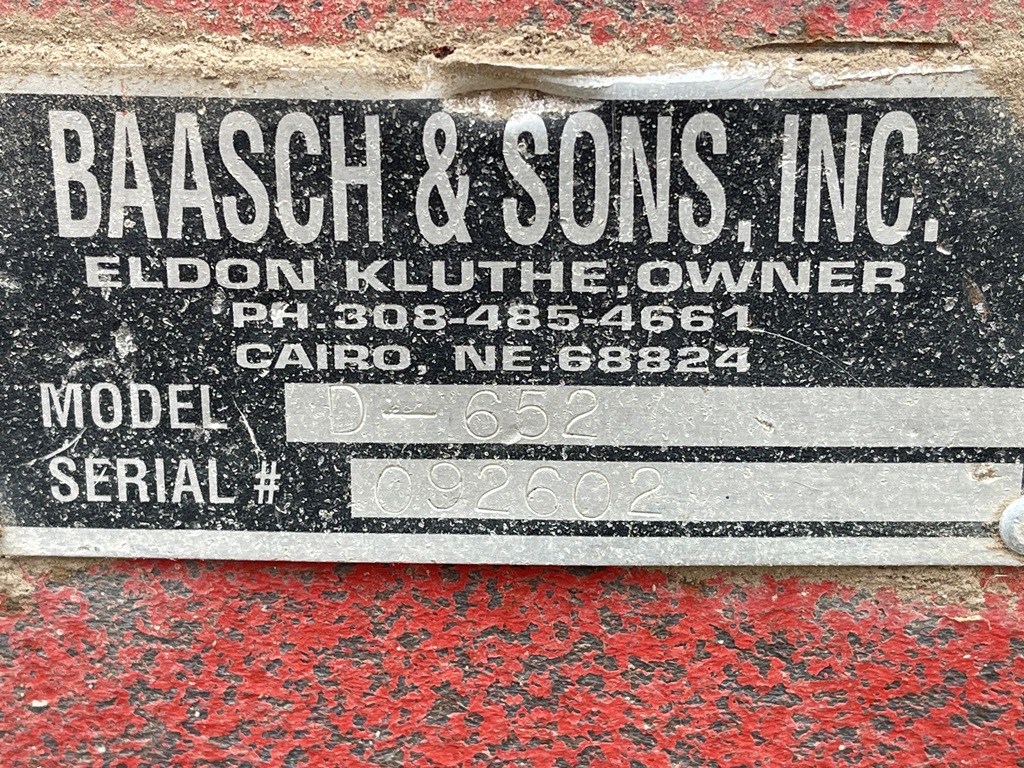 BAASCH & SONS, INC.
ELDON KLUTHE, OWNER
PH. 308-485-4661
CAIRO, NE. 68824
MODEL D-652
SERIAL # 092602